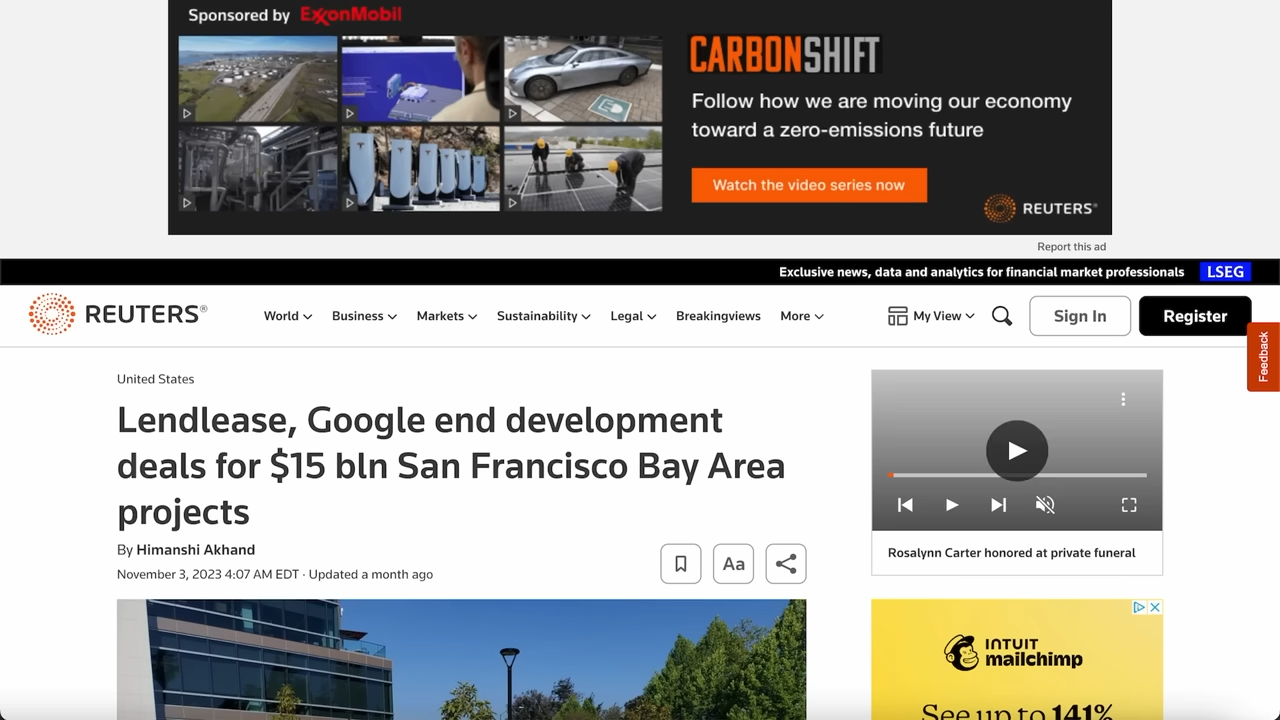 Sponsored by ExxonMobil
CARBONSHIFT
Follow how we are moving our economy
toward a zero-emissions future
Watch the video series now
REUTERS®
Report this ad
Exclusive news, data and analytics for financial market professionals LSEG
REUTERS® World Business Markets Sustainability Legal Breakingviews More My View Sign In Register
Feedback
United States
Lendlease, Google end development
deals for $15 bln San Francisco Bay Area
projects
By Himanshi Akhand
November 3, 2023 4:07 AM EDT · Updated a month ago
Aa
Rosalynn Carter honored at private funeral
INTUIT
mailchimp
See up to 141%